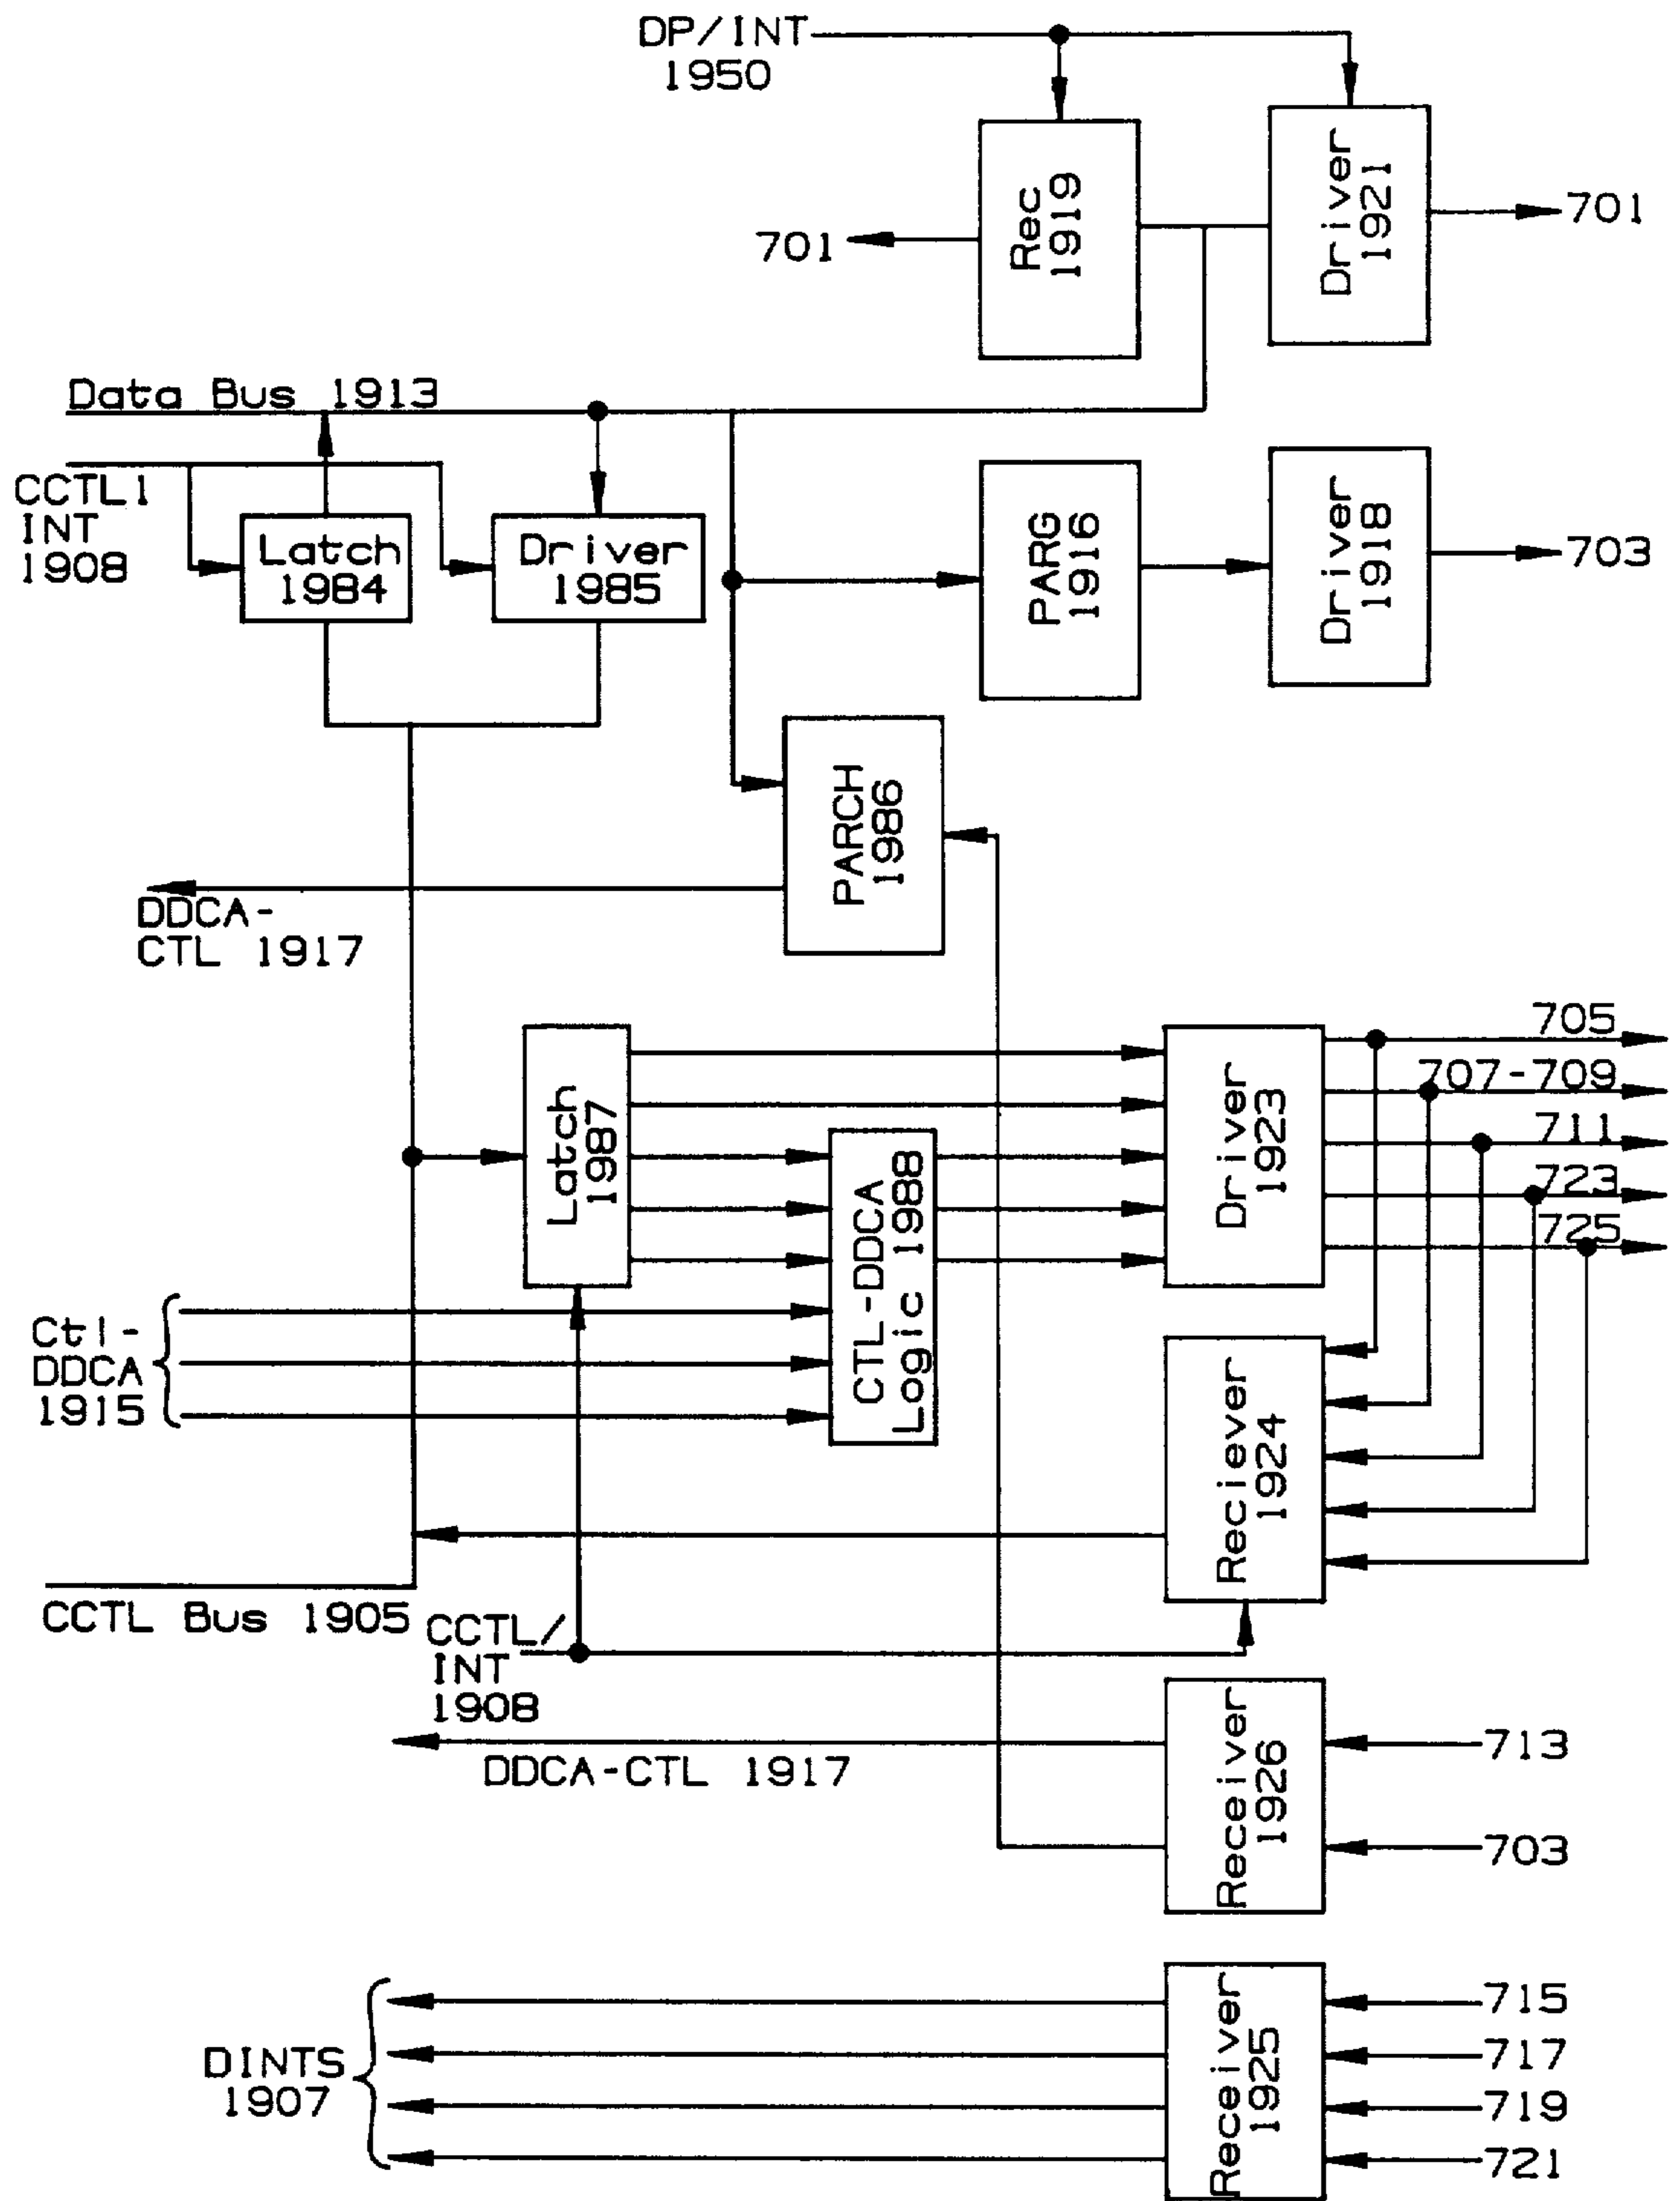 DP/INT
1950
Rec
1919
Driver
1921
701
701
Data Bus 1913
CCTL1
INT
1908
Latch
1984
Driver
1985
PARG
1916
Driver
1918
703
PARCH
1986
DDCA-
CTL 1917
Latch
1987
CTL-DDCA
Logic 1988
Driver
1923
705
707-709
711
723
725
Ctl-
DDCA
1915
Reciever
1924
CCTL Bus 1905
CCTL/
INT
1908
DDCA-CTL 1917
Receiver
1926
713
703
DINTS
1907
Receiver
1925
715
717
719
721